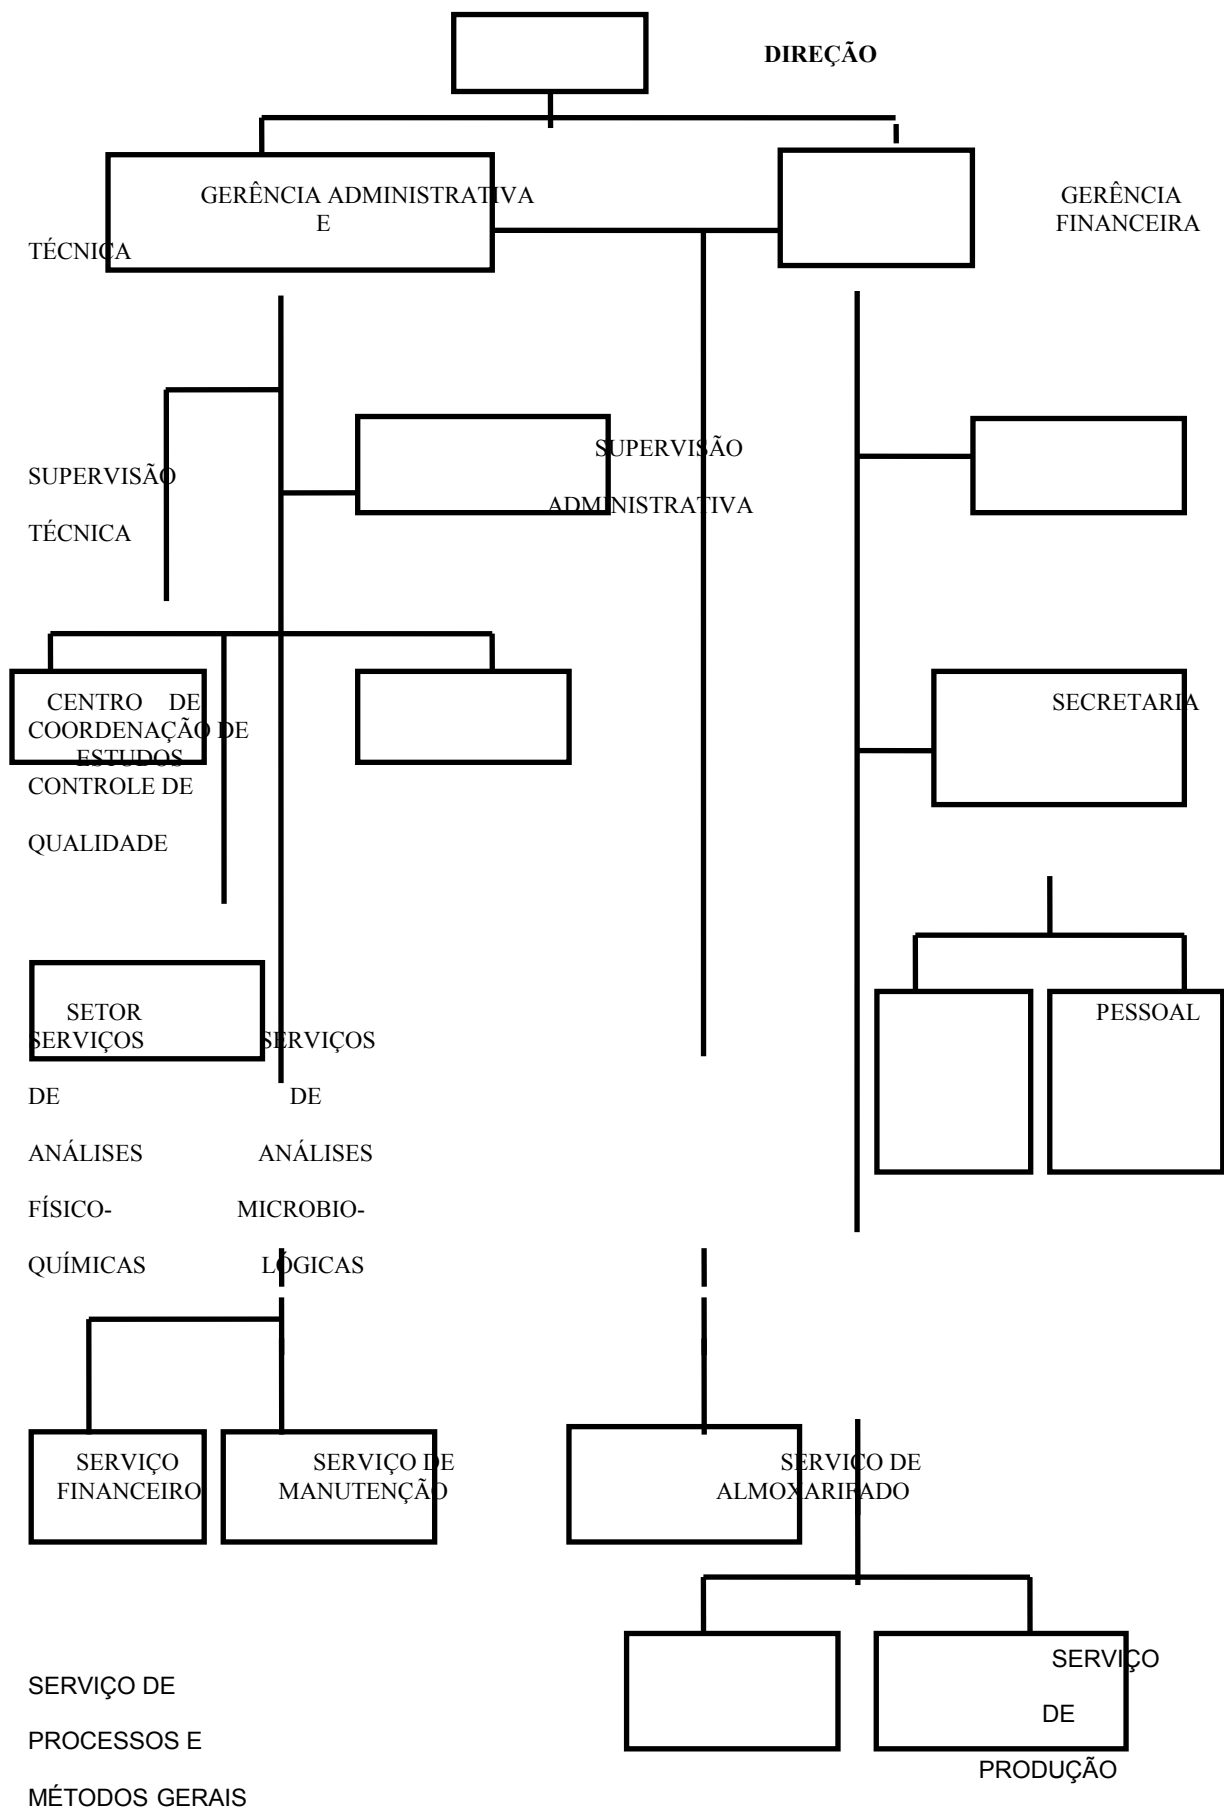 DIREÇÃO
GERÊNCIA ADMINISTRATIVA GERÊNCIA
E FINANCEIRA
TÉCNICA
SUPERVISÃO
SUPERVISÃO
ADMINISTRATIVA
TÉCNICA
CENTRO DE SECRETARIA
COORDENAÇÃO DE
ESTUDOS
CONTROLE DE
QUALIDADE
SETOR PESSOAL
SERVIÇOS SERVIÇOS
DE DE
ANÁLISES ANÁLISES
FÍSICO- MICROBIO-
QUÍMICAS LÓGICAS
SERVIÇO SERVIÇO DE SERVICO DE
FINANCEIRO MANUTENÇÃO ALMOXARIFADO
SERVIÇO
SERVIÇO DE
DE
PROCESSOS E
PRODUÇÃO
MÉTODOS GERAIS